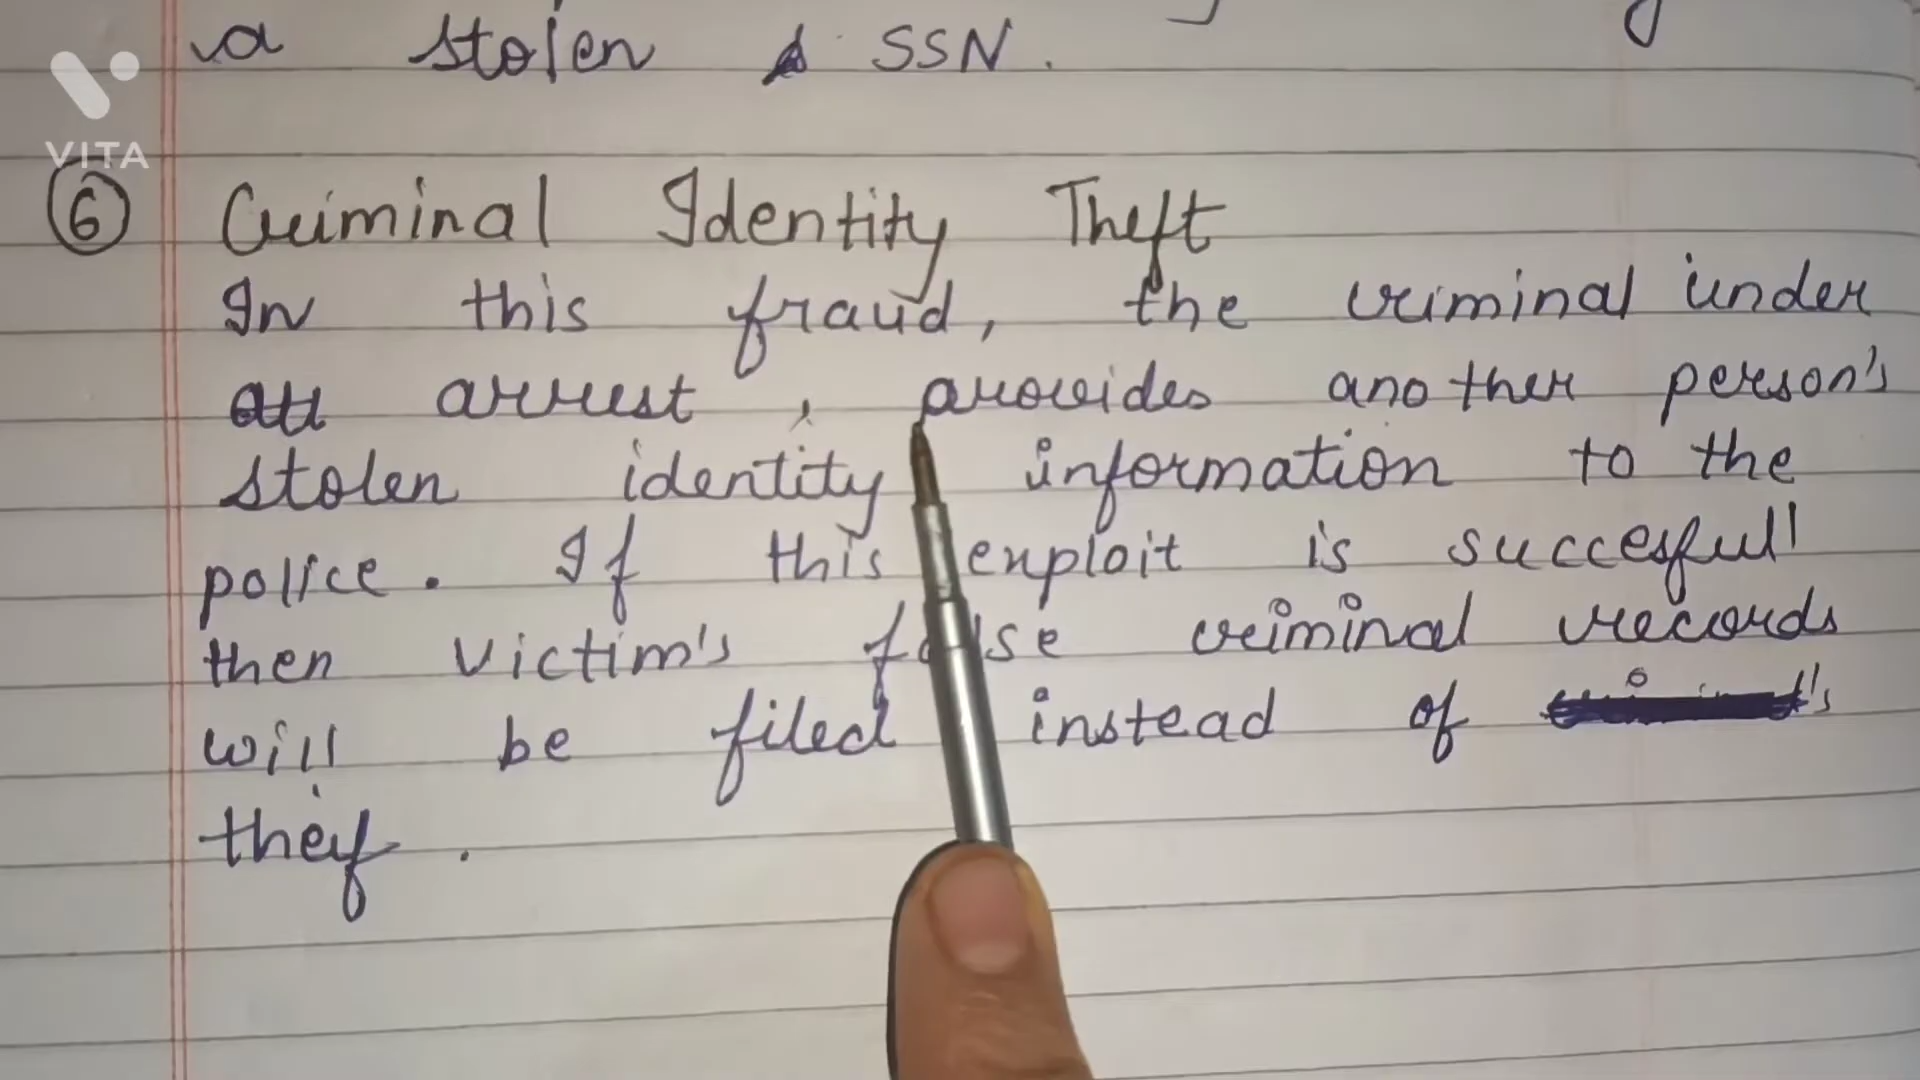 a stolen SSN.
VITA
6 Criminal Identity Theft
In this fraud, the criminal under
arrest, provides another person's
stolen identity information to the
police. If this exploit is succesfull
then victim's false criminal records
will be filed instead of
theif.